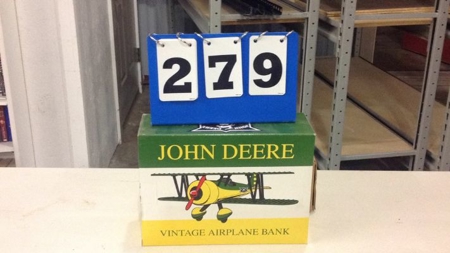 279
JOHN DEERE
VINTAGE AIRPLANE BANK